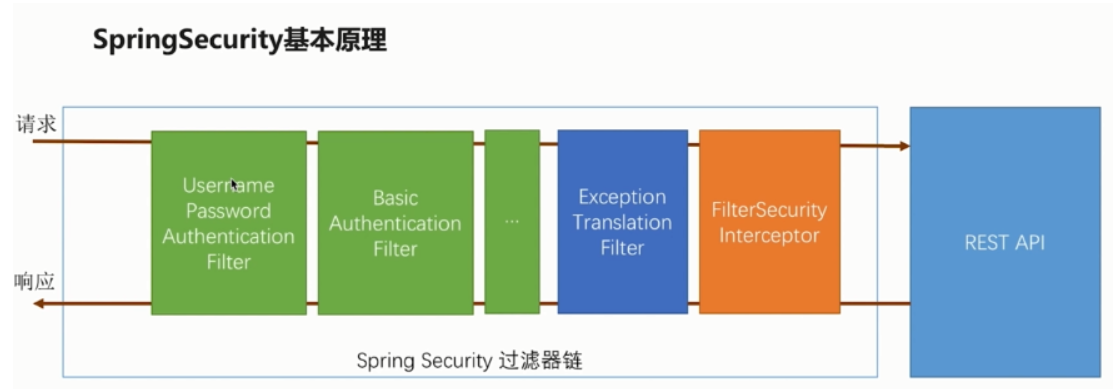 SpringSecurity基本原理
请求
Username
Password
Authentication
Filter
Basic
Authentication
Filter
...
Exception
Translation
Filter
FilterSecurity
Interceptor
REST API
响应
Spring Security 过滤器链